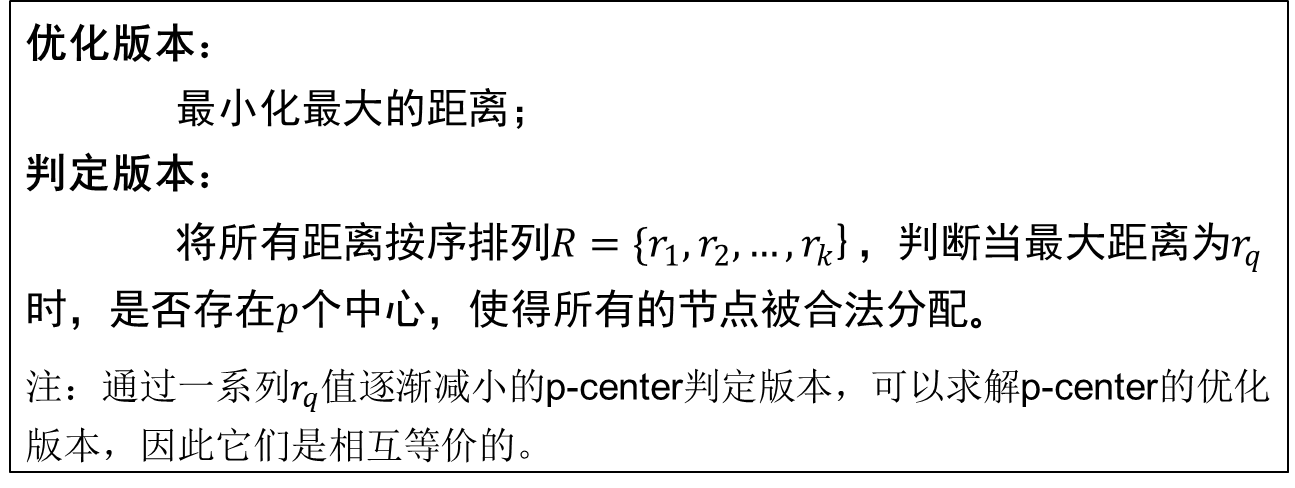 优化版本：
最小化最大的距离；
判定版本：
将所有距离按序排列R = {r₁, r₂, …, rₖ}，判断当最大距离为r_q
时，是否存在p个中心，使得所有的节点被合法分配。
注：通过一系列r_q值逐渐减小的p-center判定版本，可以求解p-center的优化
版本，因此它们是相互等价的。